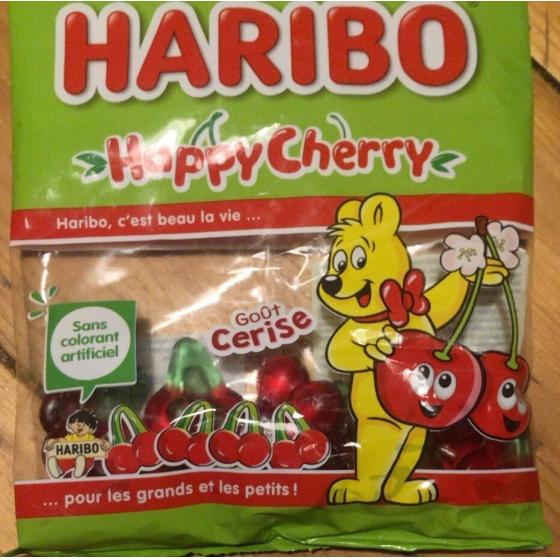 HARIBO
Happy Cherry
Haribo, c'est beau la vie ...
Goût
Cerise
Sans
colorant
artificiel
HARIBO
... pour les grands et les petits !